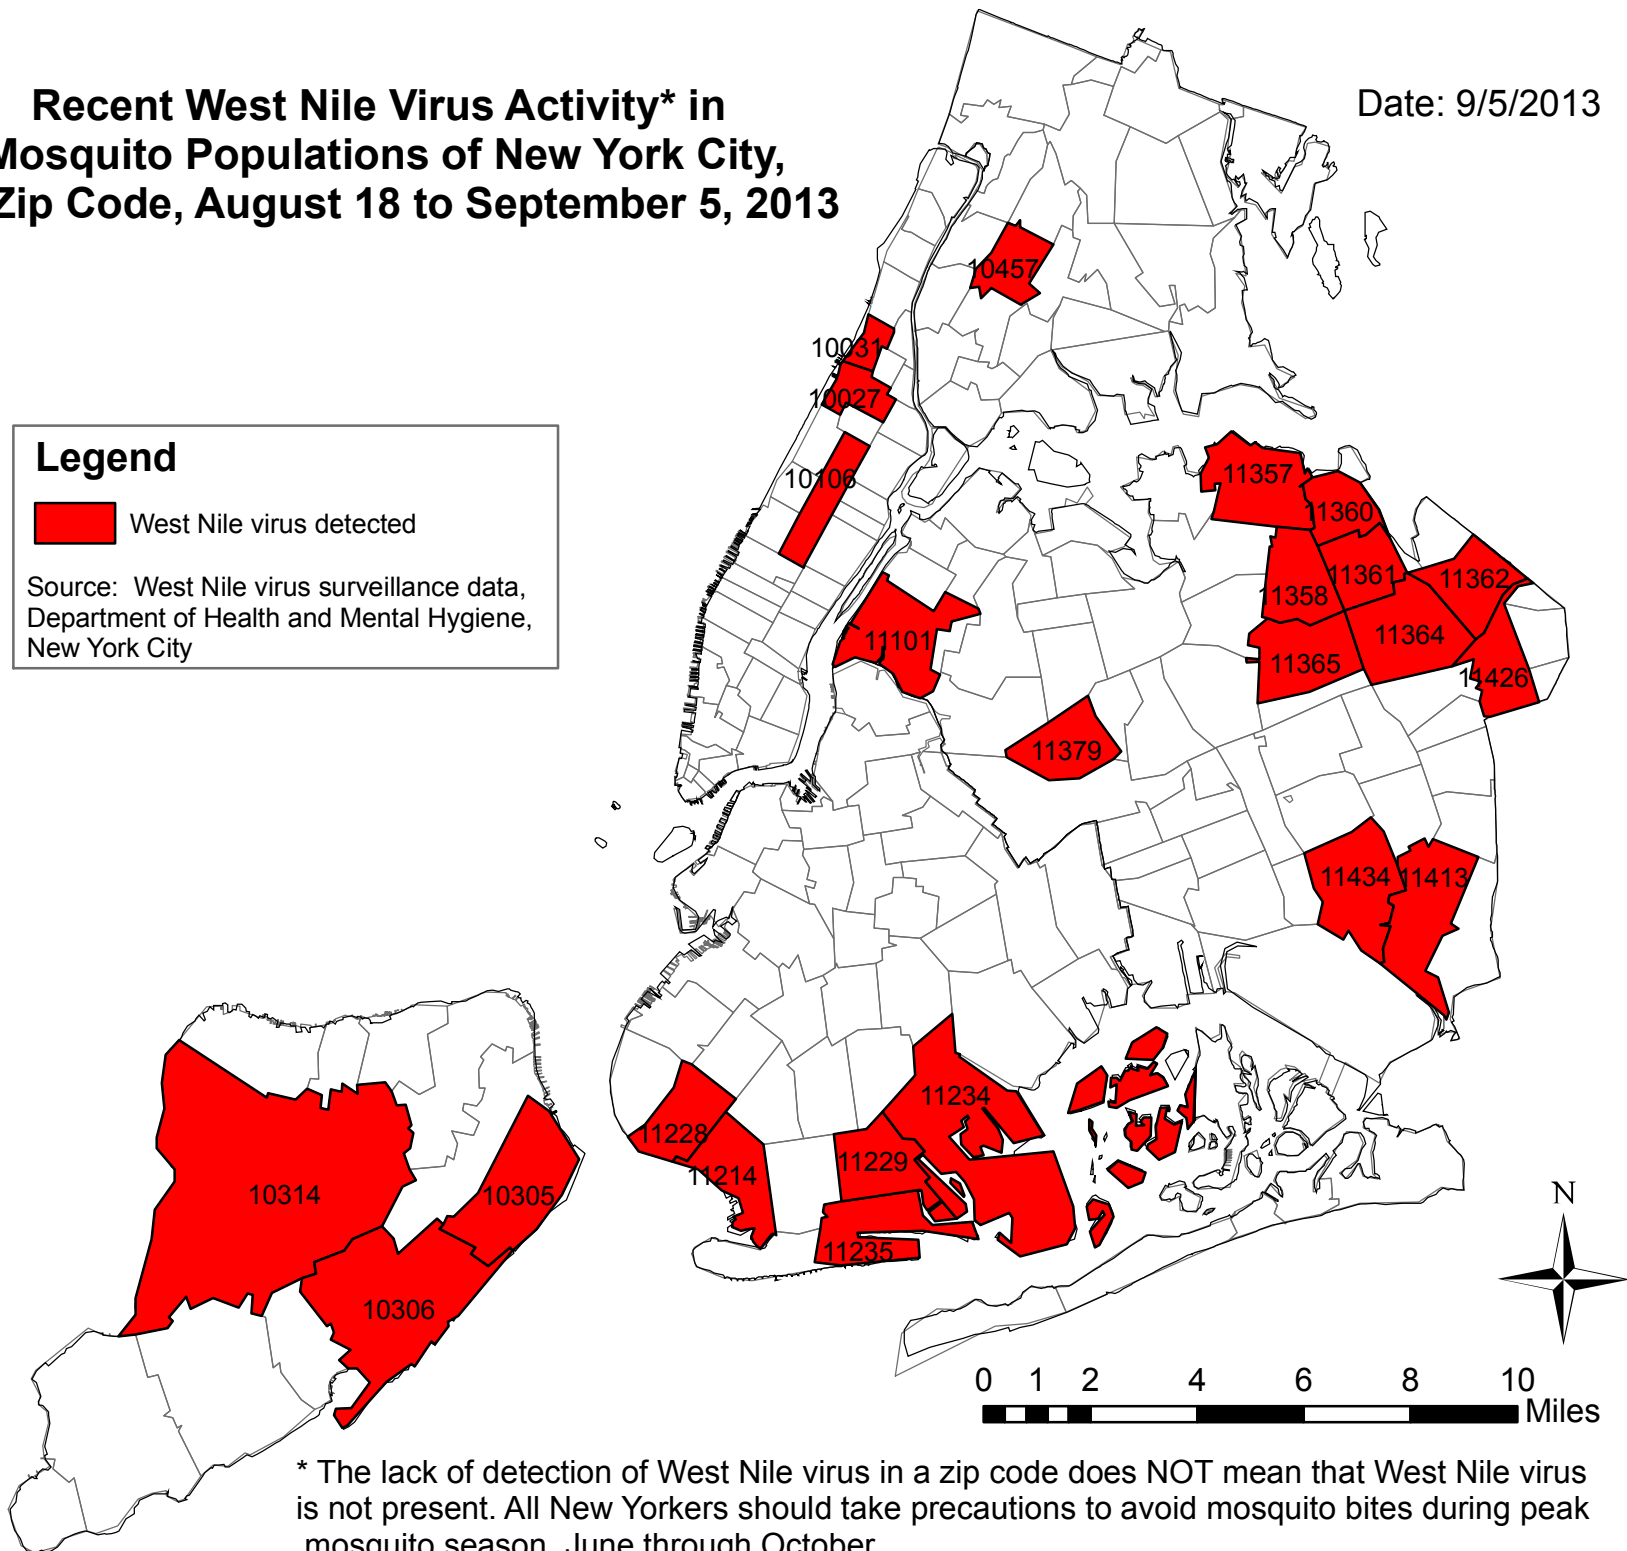 Recent West Nile Virus Activity* in
Mosquito Populations of New York City,
Zip Code, August 18 to September 5, 2013
Date: 9/5/2013
Legend
West Nile virus detected
Source: West Nile virus surveillance data,
Department of Health and Mental Hygiene,
New York City
10457
10031
10027
10106
11357
11360
11361
11362
11358
11101
11364
11365
11426
11379
11434
11413
11234
11228
11229
11214
10314
10305
11235
10306
N
0 1 2 4 6 8 10
Miles
* The lack of detection of West Nile virus in a zip code does NOT mean that West Nile virus
is not present. All New Yorkers should take precautions to avoid mosquito bites during peak
mosquito season, June through October